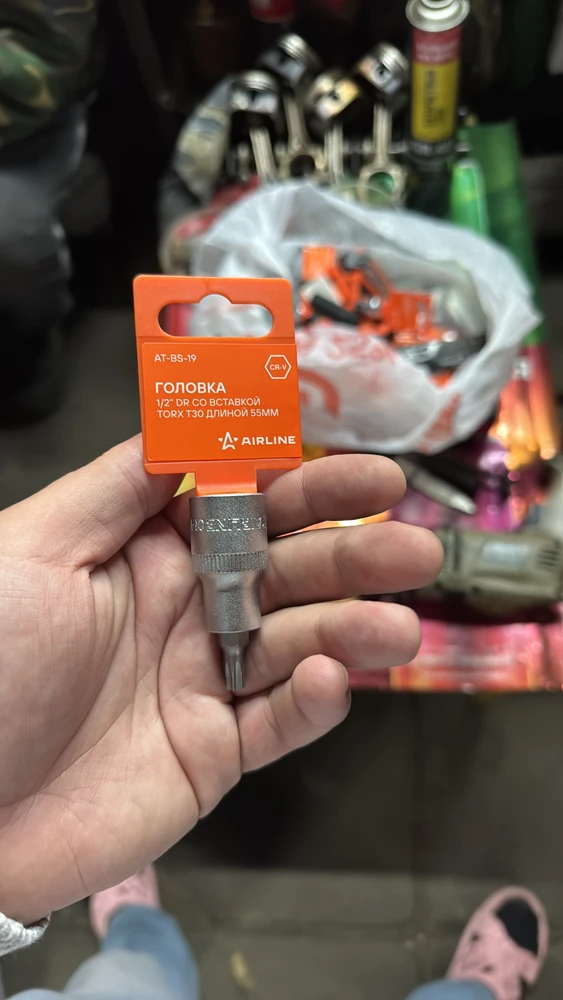 AT-BS-19
CR-V
ГОЛОВКА
1/2" DR СО ВСТАВКОЙ
TORX T30 ДЛИНОЙ 55ММ
AIRLINE